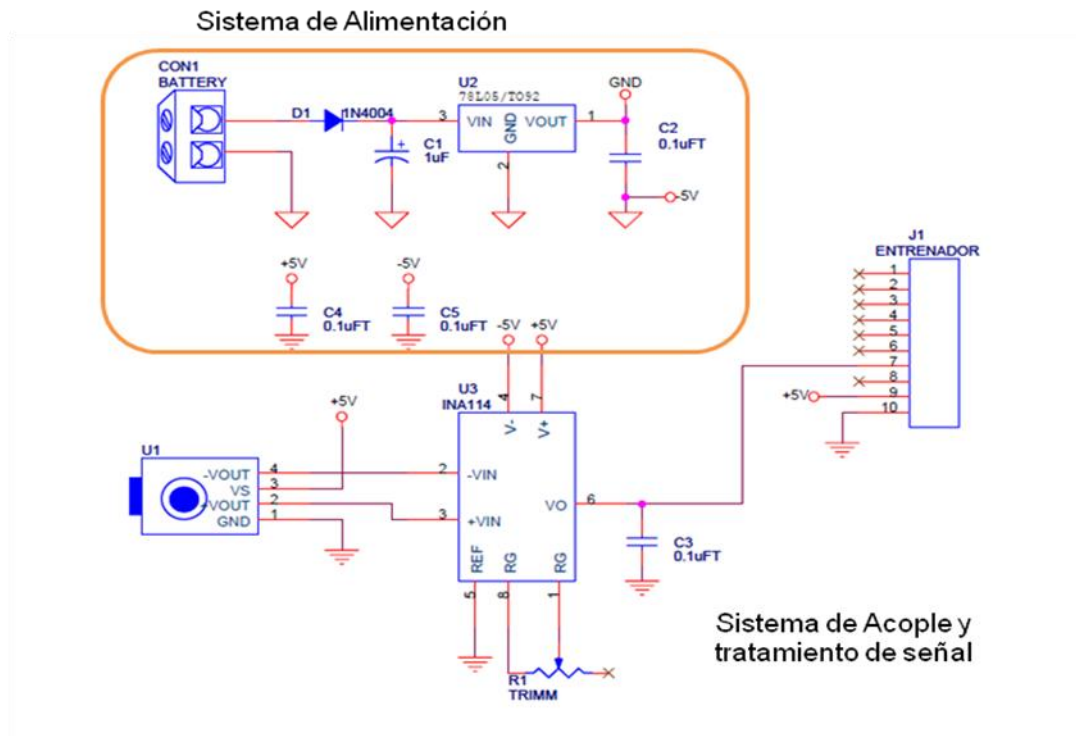 Sistema de Alimentación
CON1
BATTERY
D1
1N4004
3
C1
1uF
+
U2
78L05/TO92
VIN
GND
VOUT
1
2
GND
C2
0.1uFT
-5V
+5V
C4
0.1uFT
-5V
C5
0.1uFT
-5V
+5V
J1
ENTRENADOR
1
2
3
4
5
6
7
8
9
10
+5V
U3
INA114
4
7
V-
V+
+5V
U1
-VOUT
VS
+VOUT
GND
4
3
2
1
2
-VIN
3
+VIN
VO
6
REF
RG
RG
5
8
1
C3
0.1uFT
R1
TRIMM
Sistema de Acople y
tratamiento de señal